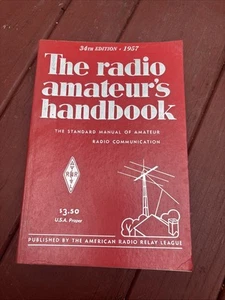 34TH EDITION • 1957
The radio
amateur's
handbook
THE STANDARD MANUAL OF AMATEUR
RADIO COMMUNICATION
$3.50
U.S.A. Proper
PUBLISHED BY THE AMERICAN RADIO RELAY LEAGUE